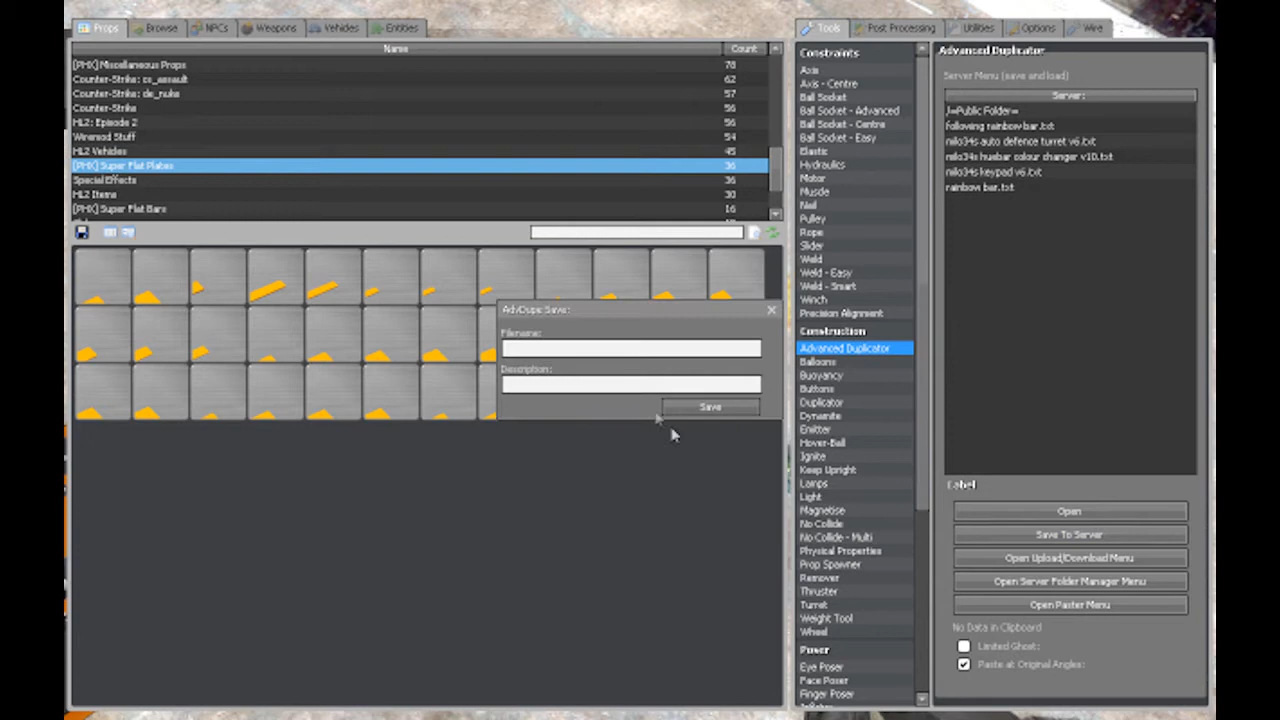 Props Browse NPCs Weapons Vehicles Entities
Name Count
[PHX] Miscellaneous Props 78
Counter-Strike: cs_assault 62
Counter-Strike: de_nuke 57
Counter-Strike 56
HL2: Episode 2 56
Wiremod Stuff 54
HL2 Vehicles 45
[PHX] Super Flat Plates 36
Special Effects 36
HL2 Items 30
[PHX] Super Flat Bars 16
AdvDupe Save:
Filename:
Description:
Save
Tools Post Processing Utilities Options Wire
Constraints
Axis
Axis - Centre
Ball Socket
Ball Socket - Advanced
Ball Socket - Centre
Ball Socket - Easy
Elastic
Hydraulics
Motor
Muscle
Nail
Pulley
Rope
Slider
Weld
Weld - Easy
Weld - Smart
Winch
Precision Alignment
Construction
Advanced Duplicator
Balloons
Buoyancy
Buttons
Duplicator
Dynamite
Emitter
Hover-Ball
Ignite
Keep Upright
Lamps
Light
Magnetise
No Collide
No Collide - Multi
Physical Properties
Prop Spawner
Remover
Thruster
Turret
Weight Tool
Wheel
Poser
Eye Poser
Face Poser
Finger Poser
Advanced Duplicator
Server Menu (save and load)
Server:
/=Public Folder=
following rainbow bar.txt
milo34s auto defence turret v6.txt
milo34s huebar colour changer v10.txt
milo34s keypad v6.txt
rainbow bar.txt
Label
Open
Save To Server
Open Upload/Download Menu
Open Server Folder Manager Menu
Open Paster Menu
No Data in Clipboard
Limited Ghost:
Paste at Original Angles: